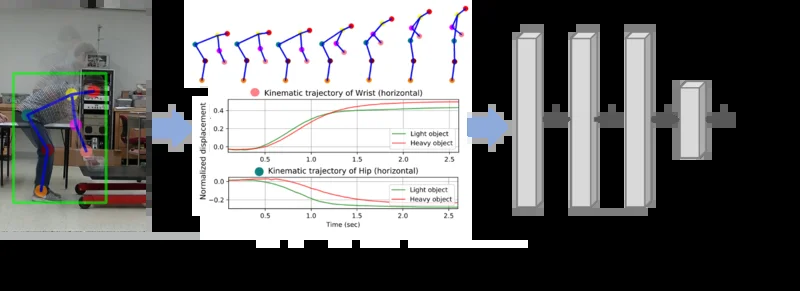 Kinematic trajectory of Wrist (horizontal)
Normalized displacement
0.4
0.2
0.0
Light object
Heavy object
0.5
1.0
1.5
2.0
2.5
Kinematic trajectory of Hip (horizontal)
0.0
−0.2
Light object
Heavy object
0.5
1.0
1.5
2.0
2.5
Time (sec)